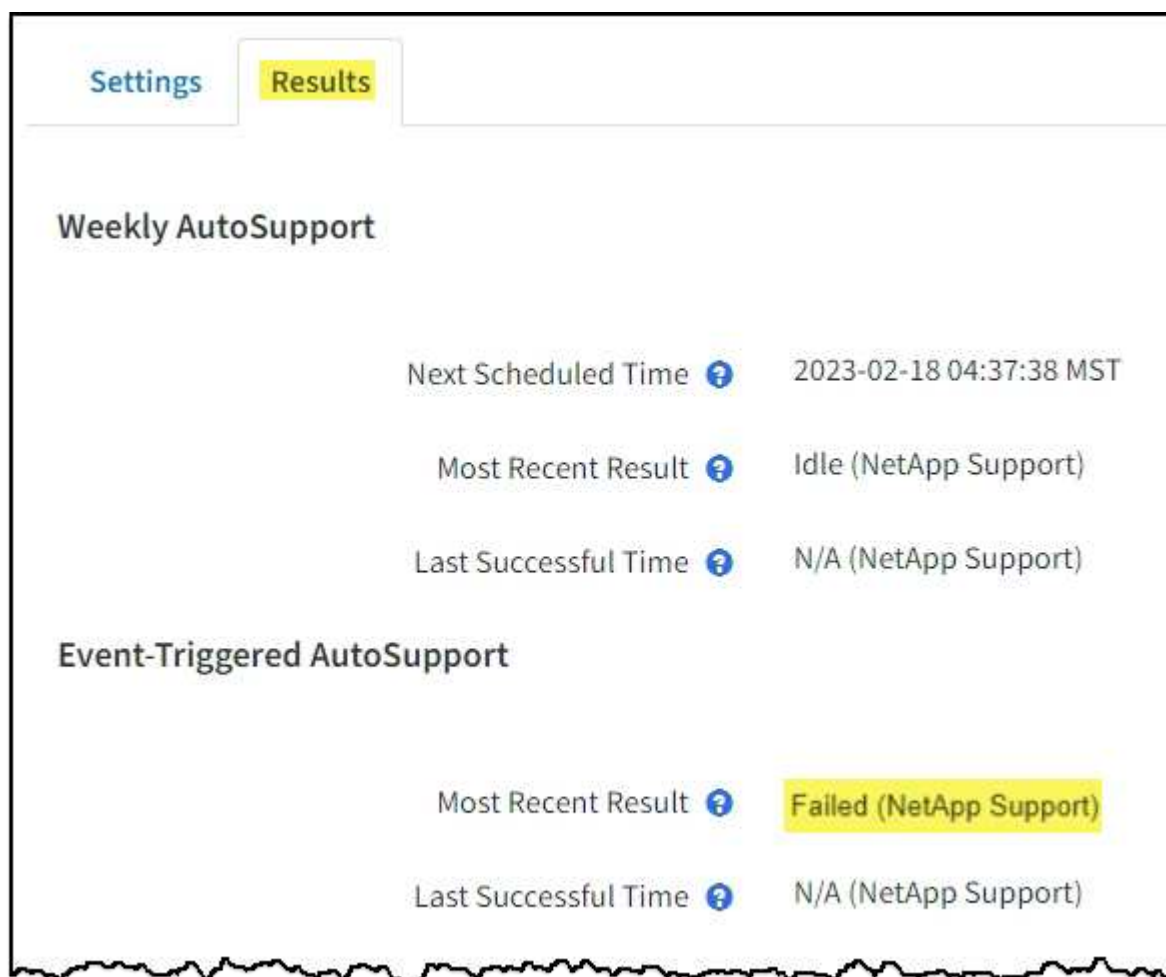 Settings Results
Weekly AutoSupport
Next Scheduled Time ? 2023-02-18 04:37:38 MST
Most Recent Result ? Idle (NetApp Support)
Last Successful Time ? N/A (NetApp Support)
Event-Triggered AutoSupport
Most Recent Result ? Failed (NetApp Support)
Last Successful Time ? N/A (NetApp Support)